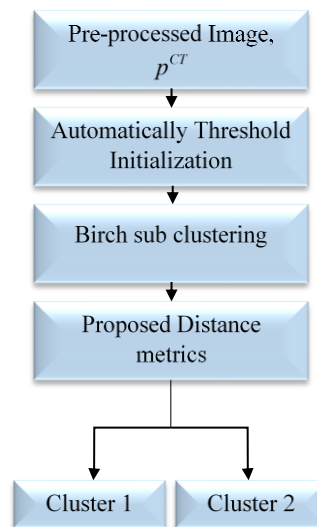 Pre-processed Image,
p^CT
Automatically Threshold
Initialization
Birch sub clustering
Proposed Distance
metrics
Cluster 1
Cluster 2